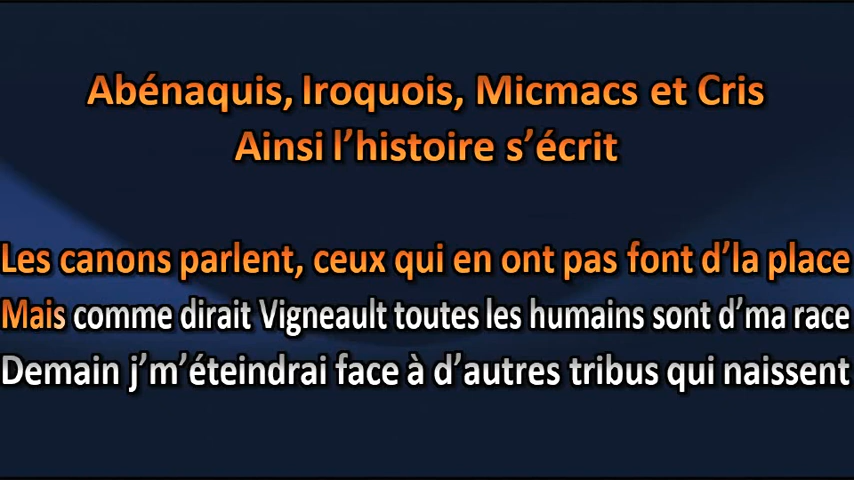 Abénaquis, Iroquois, Micmacs et Cris
Ainsi l’histoire s’écrit
Les canons parlent, ceux qui en ont pas font d’la place
Mais comme dirait Vigneault toutes les humains sont d’ma race
Demain j’m’éteindrai face à d’autres tribus qui naissent